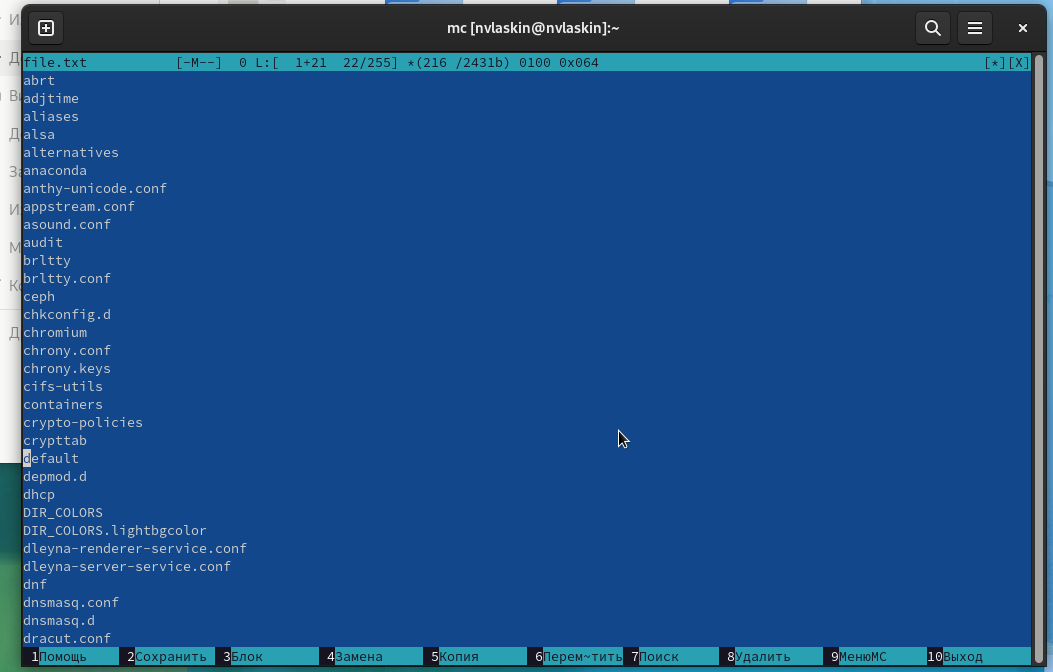 mc [nvlaskin@nvlaskin]:~
file.txt [-M--] 0 L:[ 1+21 22/255] *(216 /2431b) 0100 0x064 [*][X]
abrt
adjtime
aliases
alsa
alternatives
anaconda
anthy-unicode.conf
appstream.conf
asound.conf
audit
brltty
brltty.conf
ceph
chkconfig.d
chromium
chrony.conf
chrony.keys
cifs-utils
containers
crypto-policies
crypttab
default
depmod.d
dhcp
DIR_COLORS
DIR_COLORS.lightbgcolor
dleyna-renderer-service.conf
dleyna-server-service.conf
dnf
dnsmasq.conf
dnsmasq.d
dracut.conf
1Помощь 2Сохранить 3Блок 4Замена 5Копия 6Перем~тить 7Поиск 8Удалить 9МенюMC 10Выход